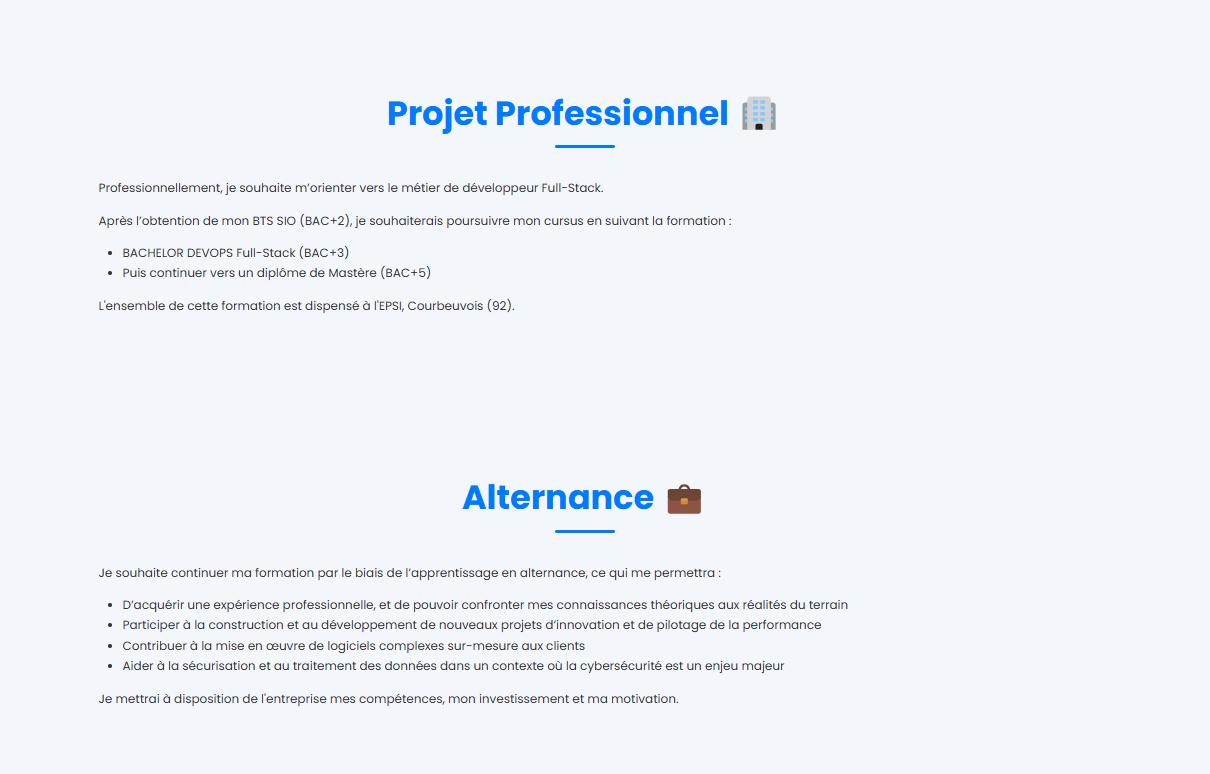 Projet Professionnel 🏢
Professionnellement, je souhaite m’orienter vers le métier de développeur Full-Stack.
Après l’obtention de mon BTS SIO (BAC+2), je souhaiterais poursuivre mon cursus en suivant la formation :
• BACHELOR DEVOPS Full-Stack (BAC+3)
• Puis continuer vers un diplôme de Mastère (BAC+5)
L'ensemble de cette formation est dispensé à l'EPSI, Courbeuvois (92).
Alternance 💼
Je souhaite continuer ma formation par le biais de l’apprentissage en alternance, ce qui me permettra :
• D’acquérir une expérience professionnelle, et de pouvoir confronter mes connaissances théoriques aux réalités du terrain
• Participer à la construction et au développement de nouveaux projets d’innovation et de pilotage de la performance
• Contribuer à la mise en œuvre de logiciels complexes sur-mesure aux clients
• Aider à la sécurisation et au traitement des données dans un contexte où la cybersécurité est un enjeu majeur
Je mettrai à disposition de l'entreprise mes compétences, mon investissement et ma motivation.